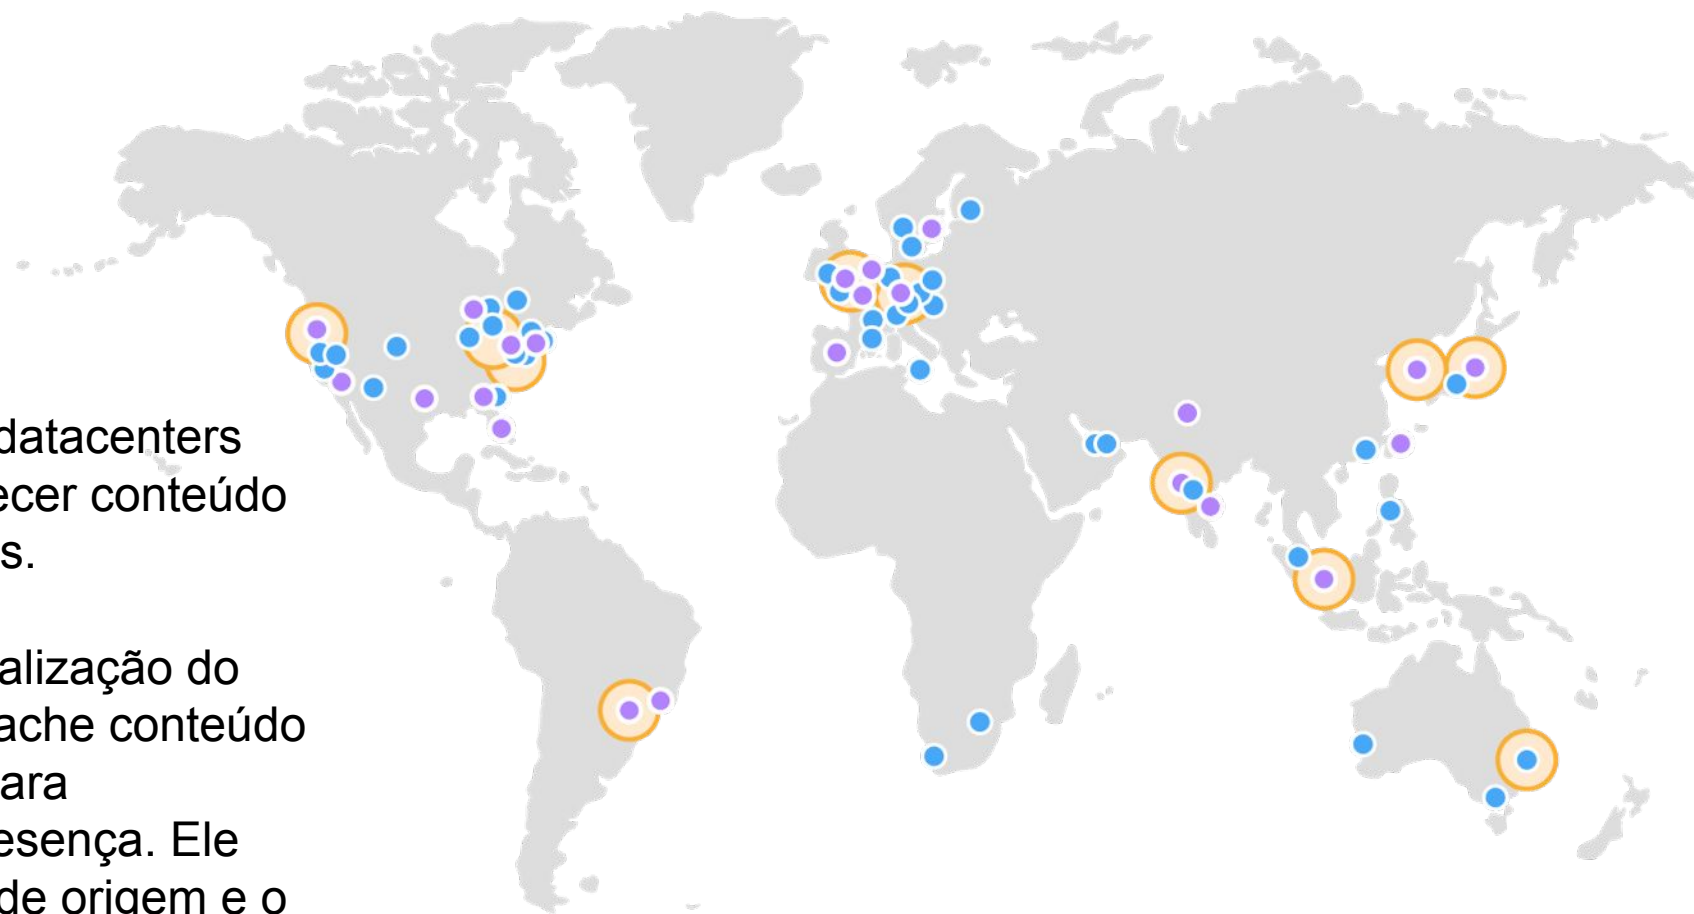 datacenters
ecer conteúdo
s.
alização do
ache conteúdo
ara
esença. Ele
de origem e o